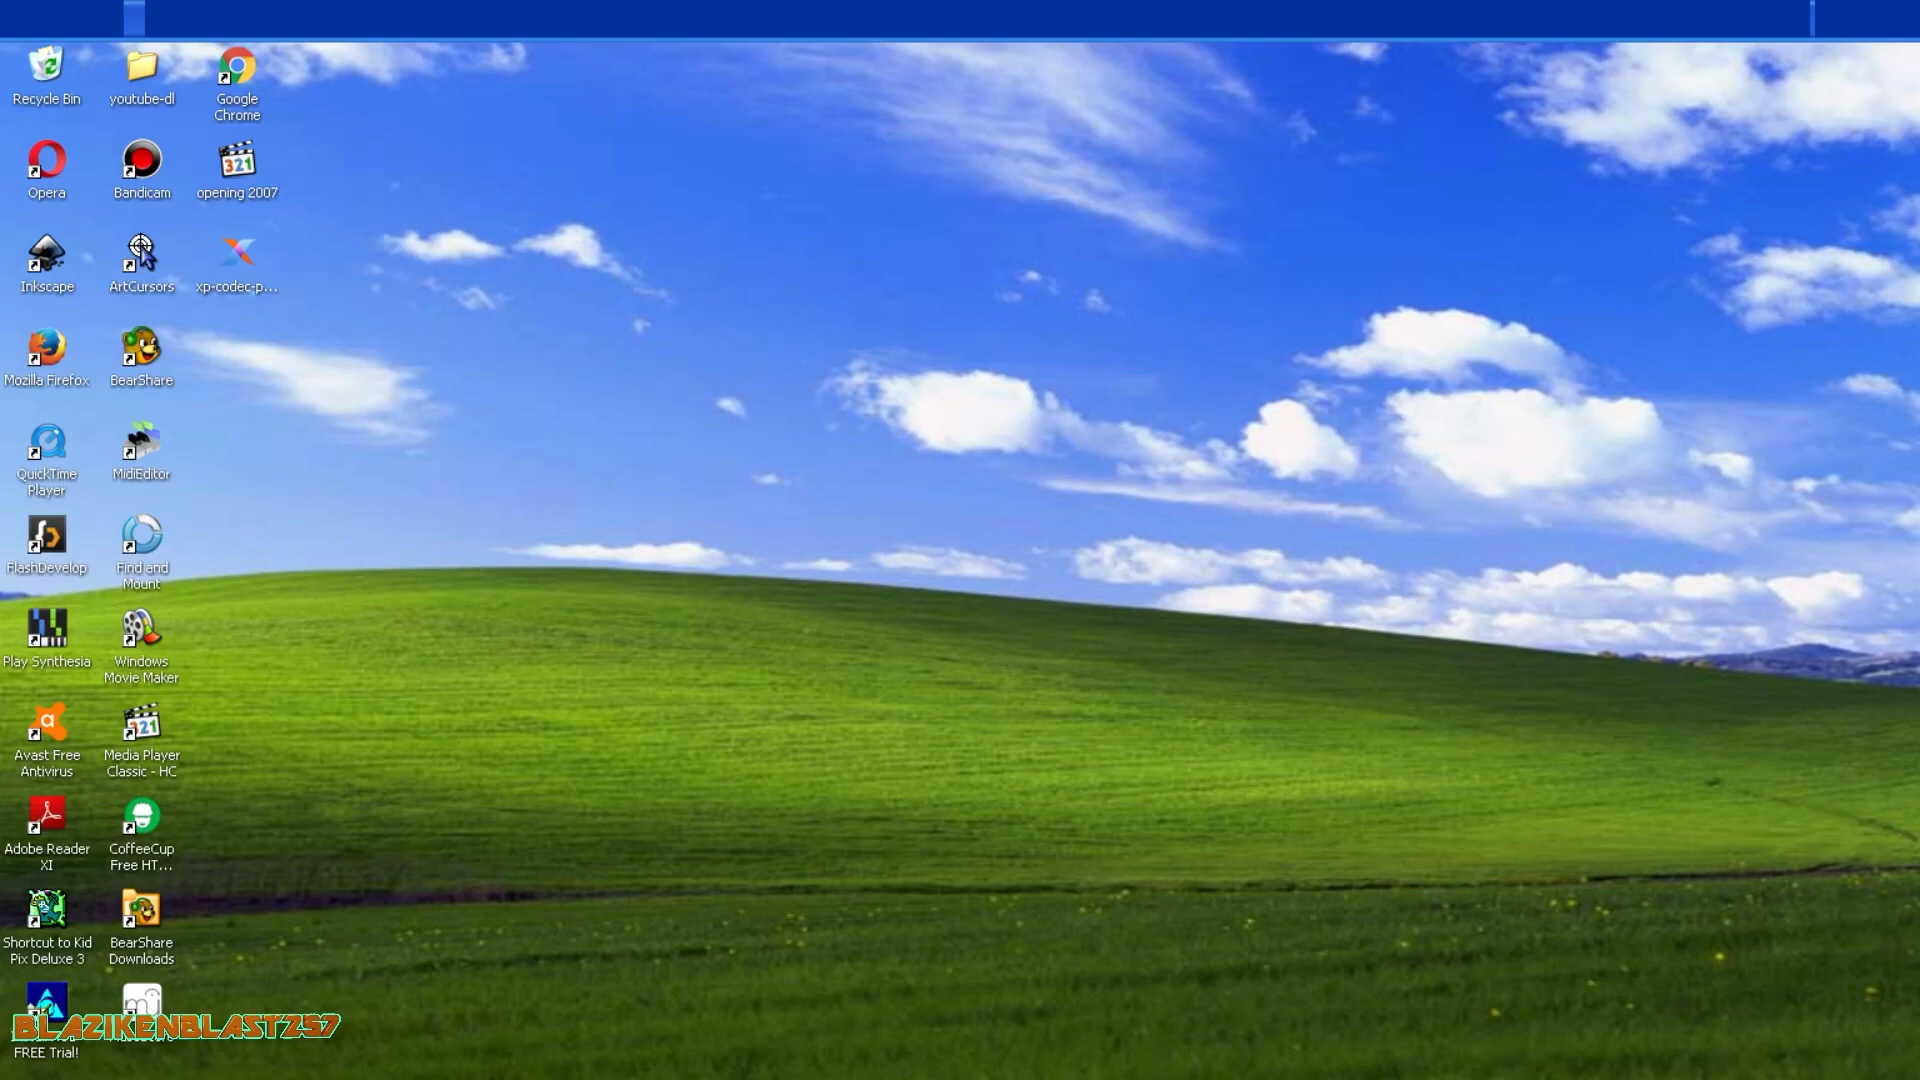 Recycle Bin
youtube-dl
Google
Chrome
Opera
Bandicam
321
opening 2007
Inkscape
ArtCursors
xp-codec-p...
Mozilla Firefox
BearShare
QuickTime
Player
MidiEditor
FlashDevelop
Find and
Mount
Play Synthesia
Windows
Movie Maker
Avast Free
Antivirus
321
Media Player
Classic - HC
Adobe Reader
XI
CoffeeCup
Free HT...
Shortcut to Kid
Pix Deluxe 3
BearShare
Downloads
BLAZIKENBLAST257
FREE Trial!